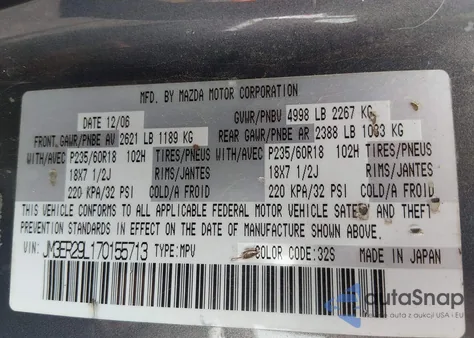 MFD. BY MAZDA MOTOR CORPORATION
DATE 12/06 GVWR/PNBV 4998 LB 2267 KG
FRONT GAWR/PNBE AV 2621 LB 1189 KG REAR GAWR/PNBE AR 2388 LB 1083 KG
WITH/AVEC P235/60R18 102H TIRES/PNEUS WITH/AVEC P235/60R18 102H TIRES/PNEUS
18X7 1/2J RIMS/JANTES 18X7 1/2J RIMS/JANTES
220 KPA/32 PSI COLD/A FROID 220 KPA/32 PSI COLD/A FROID
THIS VEHICLE CONFORMS TO ALL APPLICABLE FEDERAL MOTOR VEHICLE SAFETY AND THEFT
PREVENTION STANDARDS IN EFFECT ON THE DATE OF MANUFACTURE SHOWN ABOVE.
VIN: JM3ER29L170155713 TYPE:MPV COLOR CODE:32S MADE IN JAPAN
autaSnap
Auta z aukcji USA - EU